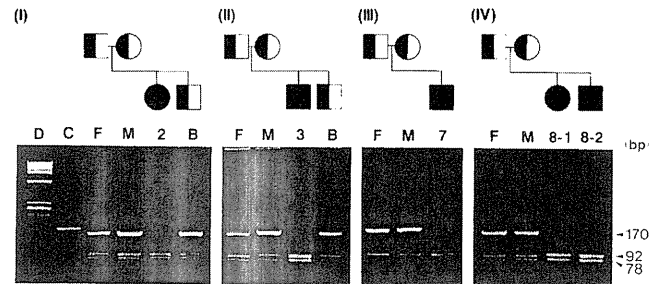 (I) (II) (III) (IV)
D C F M 2 B F M 3 B F M 7 F M 8-1 8-2 (bp)
170
92
78